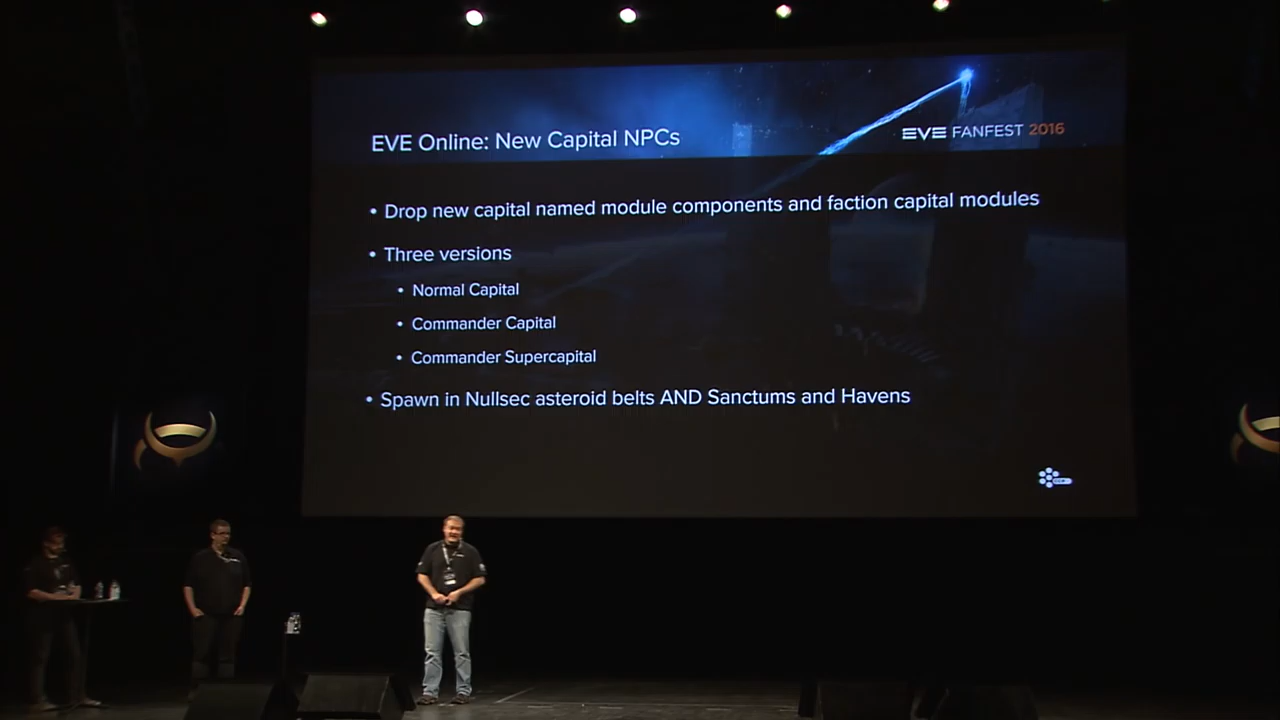 EVE Online: New Capital NPCs
EVE FANFEST 2016
• Drop new capital named module components and faction capital modules
• Three versions
• Normal Capital
• Commander Capital
• Commander Supercapital
• Spawn in Nullsec asteroid belts AND Sanctums and Havens